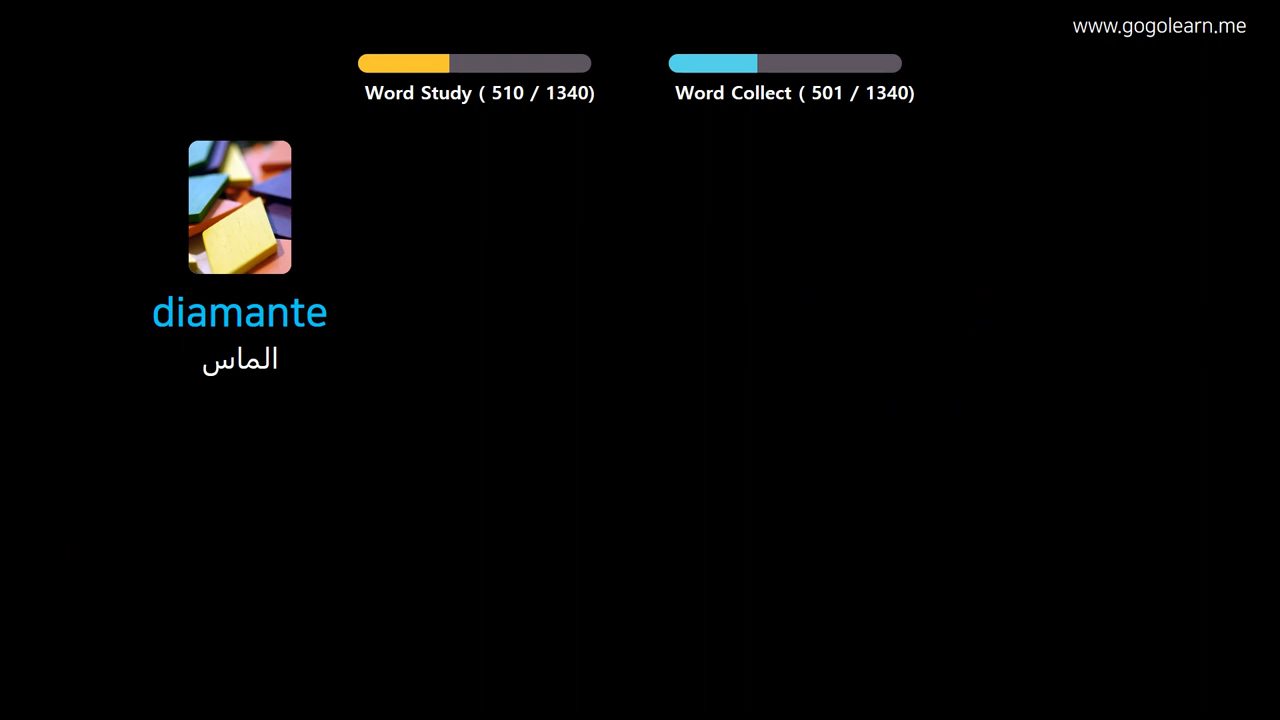 www.gogolearn.me
Word Study ( 510 / 1340)
Word Collect ( 501 / 1340)
diamante
الماس